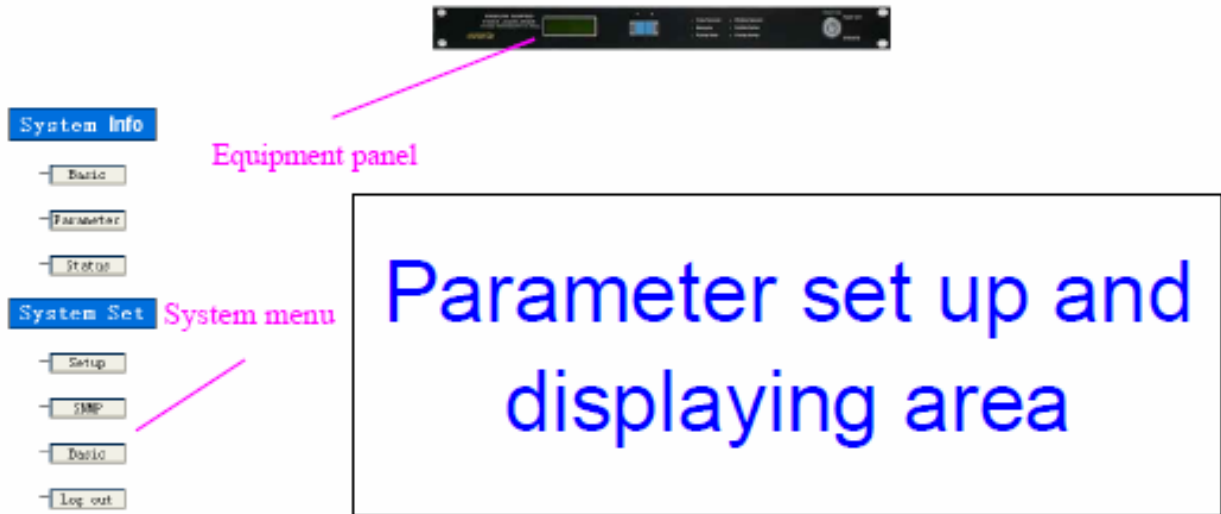 System Info
Equipment panel
Basic
Parameter
Status
System Set
System menu
Setup
SNMP
Basic
log out
Parameter set up and
displaying area